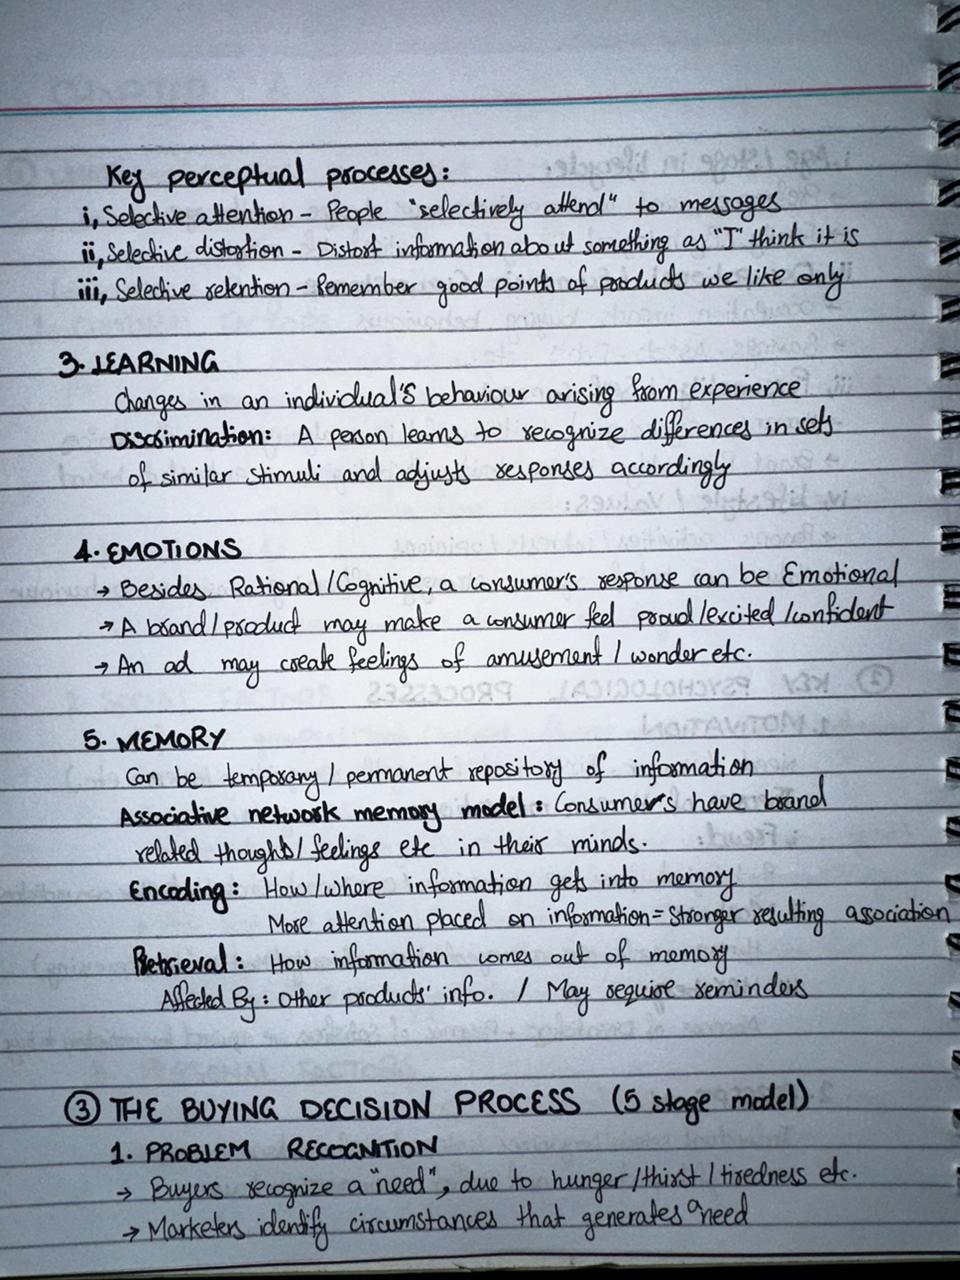 Key perceptual processes:
i, Selective attention - People "selectively attend" to messages
ii, Selective distortion - Distort information about something as "I" think it is
iii, Selective retention - Remember good points of products we like only
3. LEARNING
Changes in an individual's behaviour arising from experience
Discrimination: A person learns to recognize differences in sets
of similar stimuli and adjusts responses accordingly
4. EMOTIONS
→ Besides Rational/Cognitive, a consumer's response can be Emotional
→ A brand/product may make a consumer feel proud/excited/confident
→ An ad may create feelings of amusement/wonder etc.
5. MEMORY
Can be temporary/permanent repository of information
Associative network memory model: Consumer's have brand
related thoughts/feelings etc in their minds.
Encoding: How/where information gets into memory
More attention placed on information = Stronger resulting association
Retrieval: How information comes out of memory
Affected By: Other products' info. / May require reminders
③ THE BUYING DECISION PROCESS (5 stage model)
1. PROBLEM RECOGNITION
→ Buyers recognize a "need", due to hunger/thirst/tiredness etc.
→ Marketers identify circumstances that generates a need